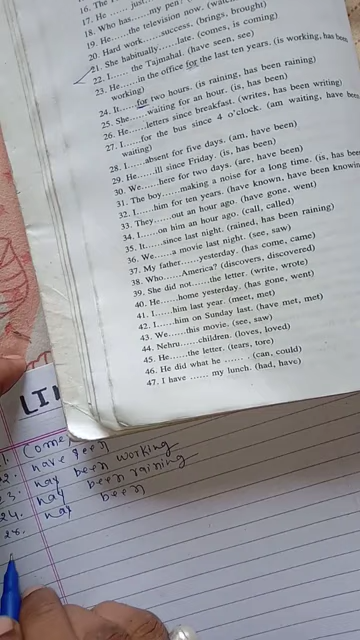 16. The
17. He ...... just
18. Who has...... my pen?
19. He...... the television now. (watch
20. Hard work......success. (brings, brought)
21. She habitually......late. (comes, is coming)
22. I...... the Tajmahal. (have seen, see)
23. He......in the office for the last ten years. (is working, has been working)
24. It......for two hours. (is raining, has been raining)
25. She......waiting for an hour. (is, has been)
26. He......letters since breakfast. (writes, has been writing)
27. I......for the bus since 4 o'clock. (am waiting, have been
waiting)
28. I......absent for five days. (am, have been)
29. He......ill since Friday. (is, has been)
30. We......here for two days. (are, have been)
31. The boy......making a noise for a long time. (is, has been
32. I......him for ten years. (have known, have been knowin
33. They......out an hour ago. (have gone, went)
34. I......on him an hour ago. (call, called)
35. It......since last night. (rained, has been raining)
36. We......a movie last night. (see, saw)
37. My father......yesterday. (has come, came)
38. Who......America? (discovers, discovered)
39. She did not......the letter. (write, wrote)
40. He......home yesterday. (has gone, went)
41. I......him last year. (meet, met)
42. I......him on Sunday last. (have met, met)
43. We......this movie. (see, saw)
44. Nehru......children. (loves, loved)
45. He......the letter. (tears, tore)
46. He did what he ...... . (can, could)
47. I have ...... my lunch. (had, have)
LIN
1. Come
22. have seen
23. has been working
24. has been raining
25. has been